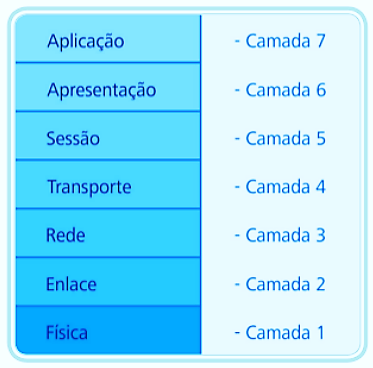 Aplicação - Camada 7
Apresentação - Camada 6
Sessão - Camada 5
Transporte - Camada 4
Rede - Camada 3
Enlace - Camada 2
Física - Camada 1